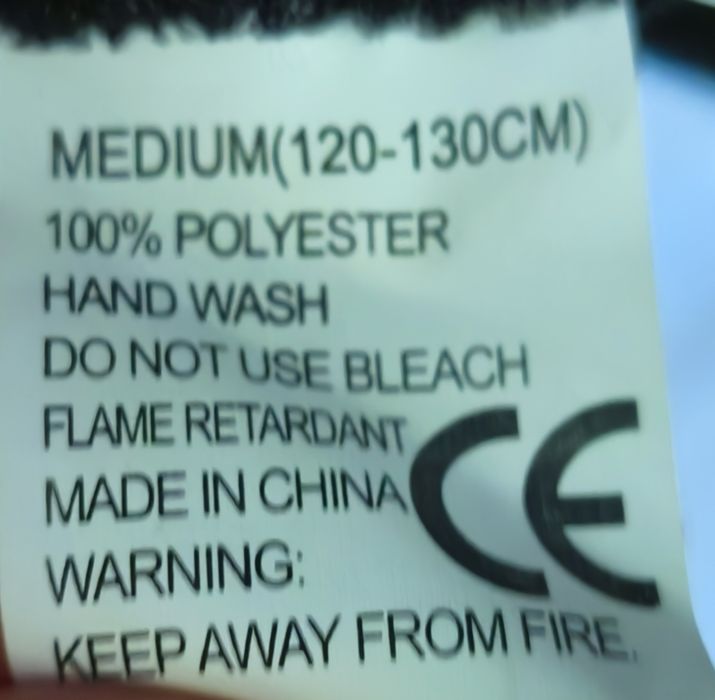 MEDIUM(120-130CM)
100% POLYESTER
HAND WASH
DO NOT USE BLEACH
FLAME RETARDANT
MADE IN CHINA
CE
WARNING:
KEEP AWAY FROM FIRE.